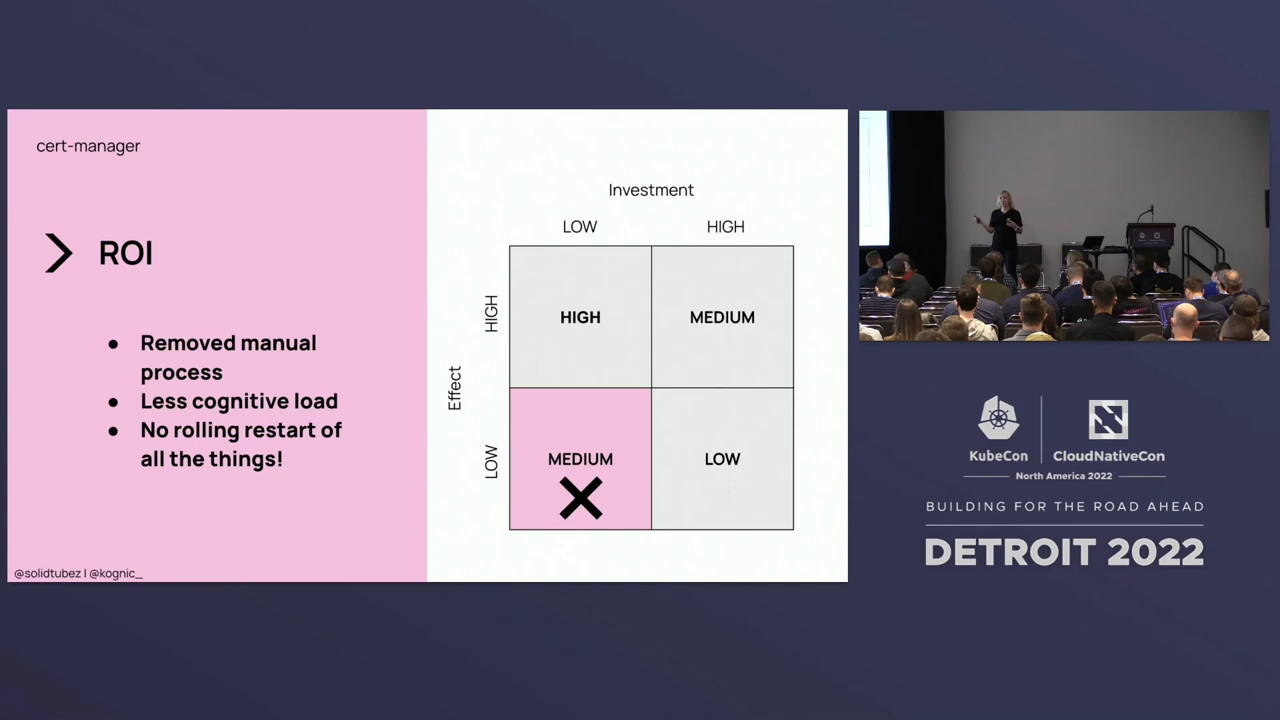 cert-manager
ROI
● Removed manual
process
● Less cognitive load
● No rolling restart of
all the things!
@solidtubez | @kognic_
Investment
LOW
HIGH
Effect
HIGH
LOW
HIGH
MEDIUM
MEDIUM
LOW
KubeCon
CloudNativeCon
North America 2022
BUILDING FOR THE ROAD AHEAD
DETROIT 2022